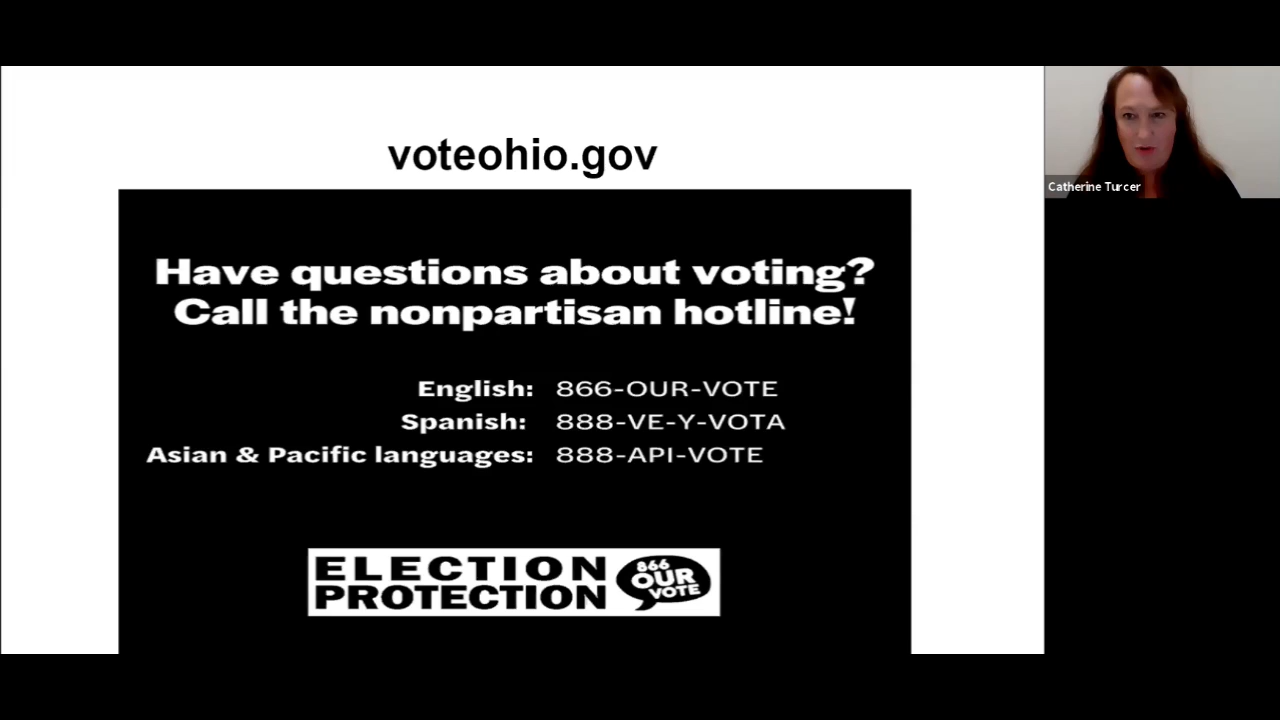 voteohio.gov
Have questions about voting?
Call the nonpartisan hotline!
English: 866-OUR-VOTE
Spanish: 888-VE-Y-VOTA
Asian & Pacific languages: 888-API-VOTE
ELECTION
PROTECTION
866
OUR
VOTE
Catherine Turcer